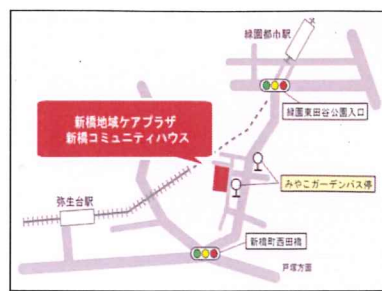 緑園都市駅
緑園東田谷公園入口
新橋地域ケアプラザ
新橋コミュニティハウス
みやこガーデンバス停
弥生台駅
新橋町西田橋
戸塚方面